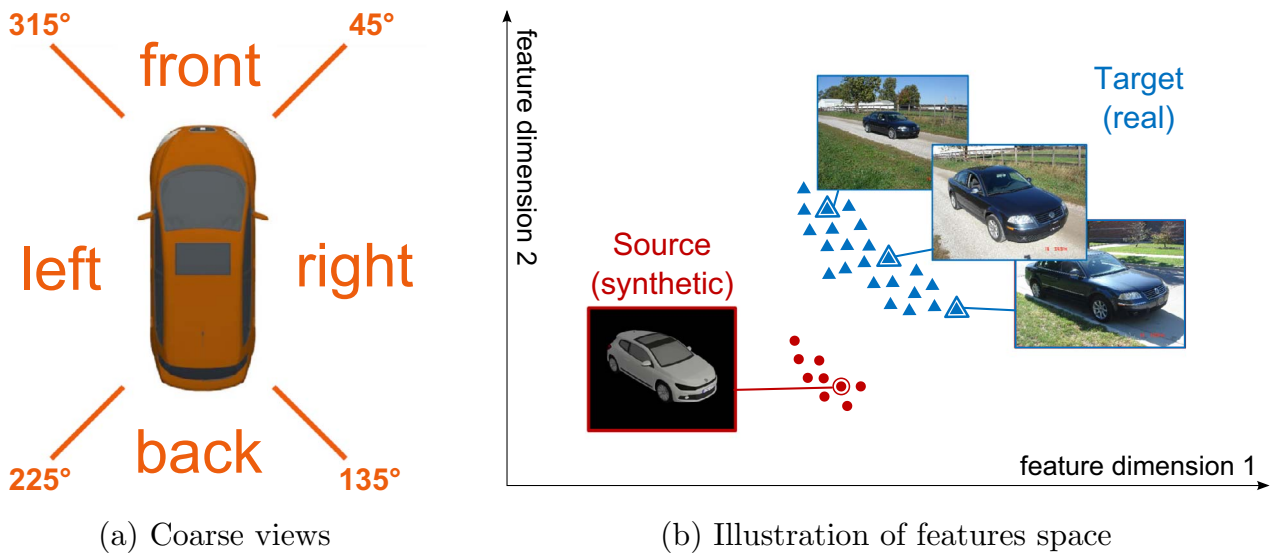 315°
45°
front
left
right
back
225°
135°
(a) Coarse views
feature dimension 2
Target
(real)
Source
(synthetic)
feature dimension 1
(b) Illustration of features space